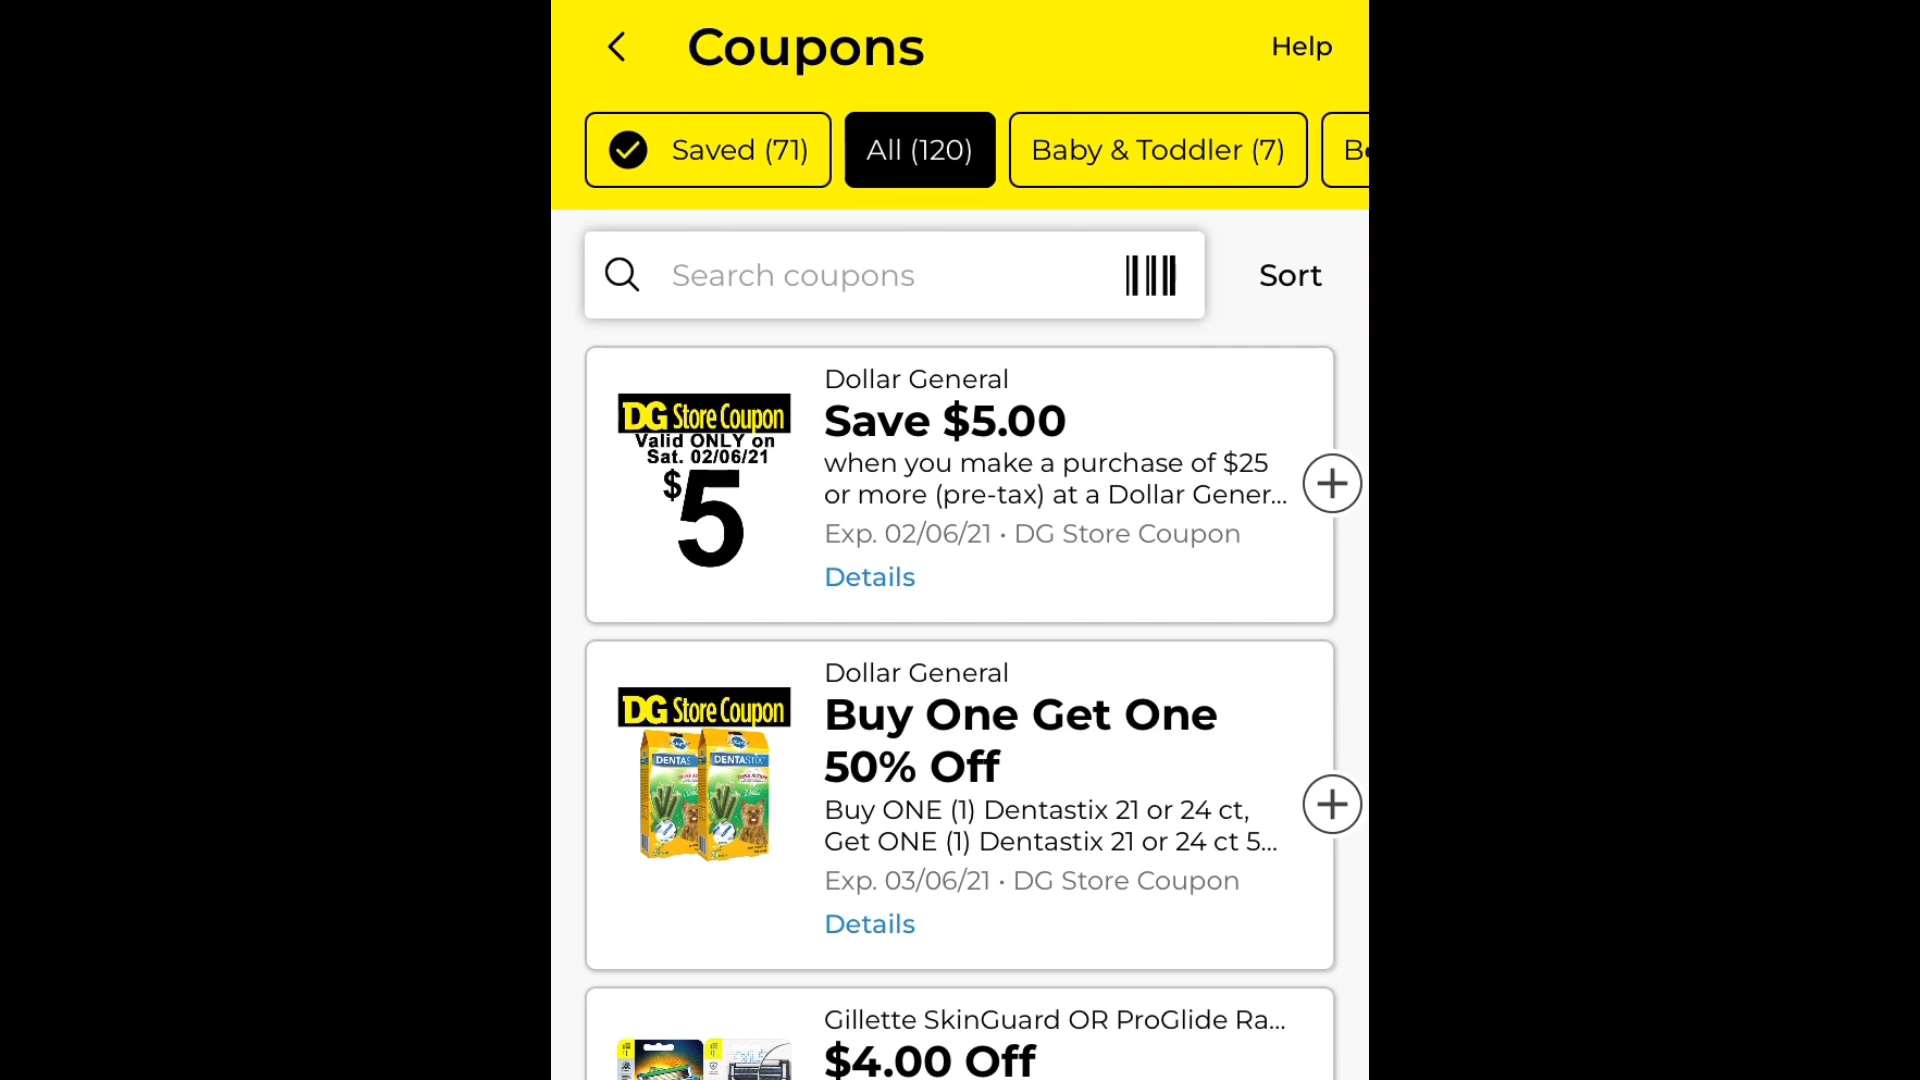 Coupons
Help
Saved (71)
All (120)
Baby & Toddler (7)
Search coupons
Sort
DG Store Coupon
Valid ONLY on
Sat. 02/06/21
$5
Dollar General
Save $5.00
when you make a purchase of $25
or more (pre-tax) at a Dollar Gener...
Exp. 02/06/21 • DG Store Coupon
Details
DG Store Coupon
DENTAS
DENTASTIX
Dollar General
Buy One Get One
50% Off
Buy ONE (1) Dentastix 21 or 24 ct,
Get ONE (1) Dentastix 21 or 24 ct 5...
Exp. 03/06/21 • DG Store Coupon
Details
Gillette SkinGuard OR ProGlide Ra...
$4.00 Off